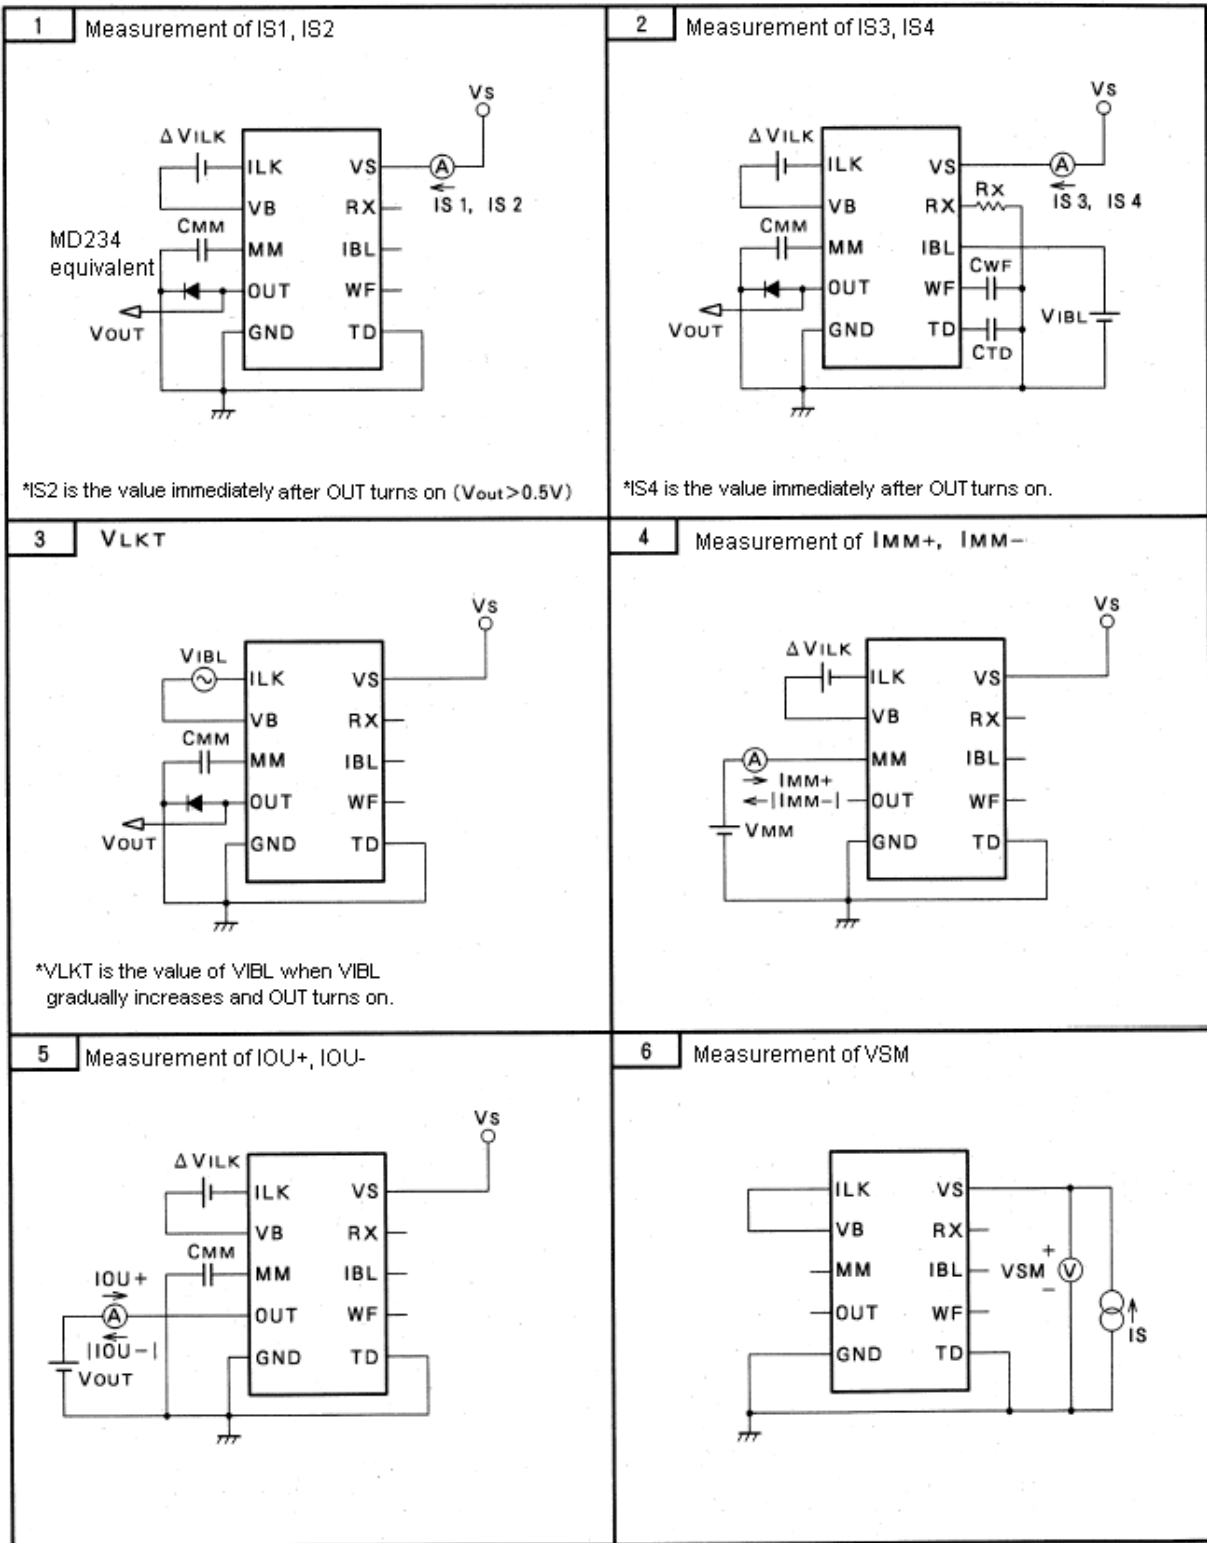 1 Measurement of IS1, IS2
Vs
Δ VILK
ILK VS A
IS 1, IS 2
VB RX
CMM
MM IBL
MD234
equivalent
OUT WF
VOUT
GND TD
*IS2 is the value immediately after OUT turns on (Vout>0.5V)
2 Measurement of IS3, IS4
Vs
Δ VILK
ILK VS A
RX IS 3, IS 4
VB RX
CMM
MM IBL
CWF
OUT WF
VOUT VIBL
GND TD
CTD
*IS4 is the value immediately after OUT turns on.
3 VLKT
Vs
VIBL
ILK VS
VB RX
CMM
MM IBL
OUT WF
VOUT
GND TD
*VLKT is the value of VIBL when VIBL
gradually increases and OUT turns on.
4 Measurement of IMM+, IMM-
Vs
Δ VILK
ILK VS
VB RX
A MM IBL
IMM+
|IMM-| OUT WF
VMM
GND TD
5 Measurement of IOU+, IOU-
Vs
Δ VILK
ILK VS
VB RX
CMM
MM IBL
IOU+
A OUT WF
|IOU-|
VOUT
GND TD
6 Measurement of VSM
ILK VS
VB RX
MM IBL VSM + V -
OUT WF
IS
GND TD